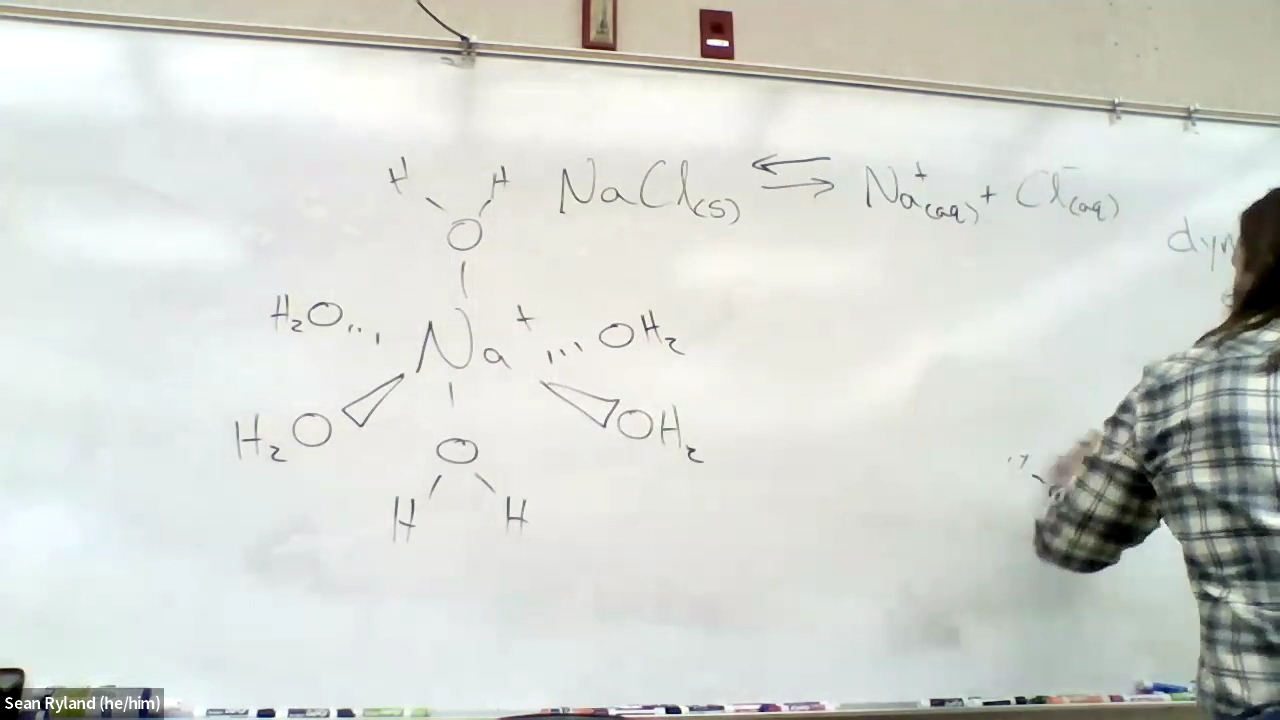 NaCl(s) ⇌ Na⁺(aq) + Cl⁻(aq)
H H
O
H₂O Na⁺ OH₂
H₂O OH₂
O
H H
Sean Ryland (he/him)